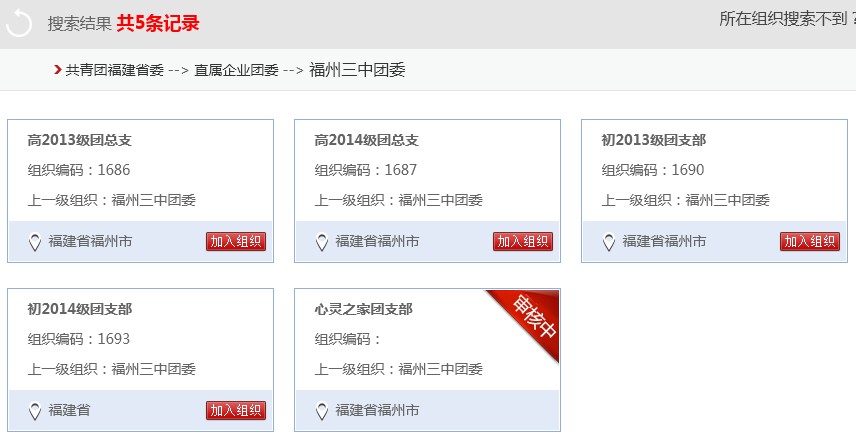 搜索结果 共5条记录
所在组织搜索不到？
共青团福建省委 --> 直属企业团委 --> 福州三中团委
高2013级团总支
组织编码：1686
上一级组织：福州三中团委
福建省福州市
加入组织
高2014级团总支
组织编码：1687
上一级组织：福州三中团委
福建省福州市
加入组织
初2013级团支部
组织编码：1690
上一级组织：福州三中团委
福建省福州市
加入组织
初2014级团支部
组织编码：1693
上一级组织：福州三中团委
福建省
加入组织
心灵之家团支部
审核中
组织编码：
上一级组织：福州三中团委
福建省福州市